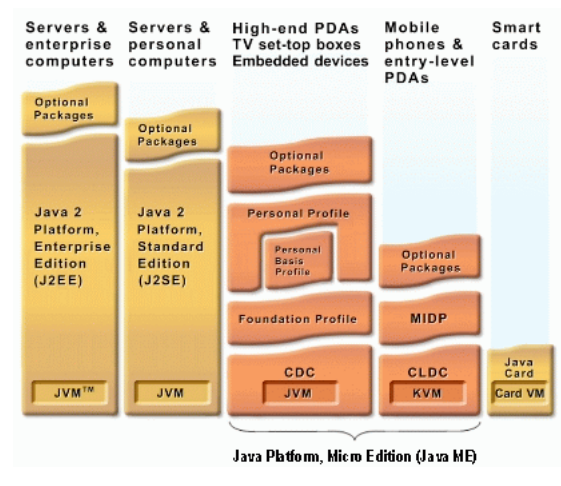 Servers &
enterprise
computers
Servers &
personal
computers
High-end PDAs
TV set-top boxes
Embedded devices
Mobile
phones &
entry-level
PDAs
Smart
cards
Optional
Packages
Java 2
Platform,
Enterprise
Edition
(J2EE)
JVM™
Optional
Packages
Java 2
Platform,
Standard
Edition
(J2SE)
JVM
Optional
Packages
Personal Profile
Personal
Basis
Profile
Foundation Profile
CDC
JVM
Optional
Packages
MIDP
CLDC
KVM
Java
Card
Card VM
Java Platform, Micro Edition (Java ME)